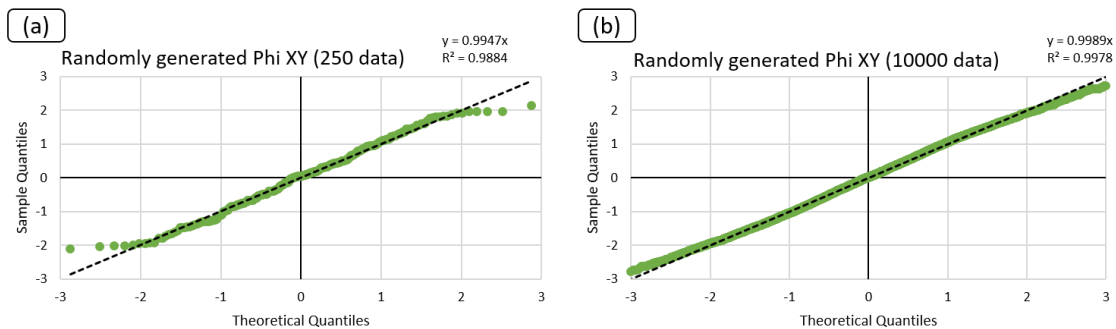 (a)
Randomly generated Phi XY (250 data)
y = 0.9947x
R² = 0.9884
3
2
1
0
-1
-2
-3
Sample Quantiles
-3 -2 -1 0 1 2 3
Theoretical Quantiles
(b)
Randomly generated Phi XY (10000 data)
y = 0.9989x
R² = 0.9978
3
2
1
0
-1
-2
-3
Sample Quantiles
-3 -2 -1 0 1 2 3
Theoretical Quantiles